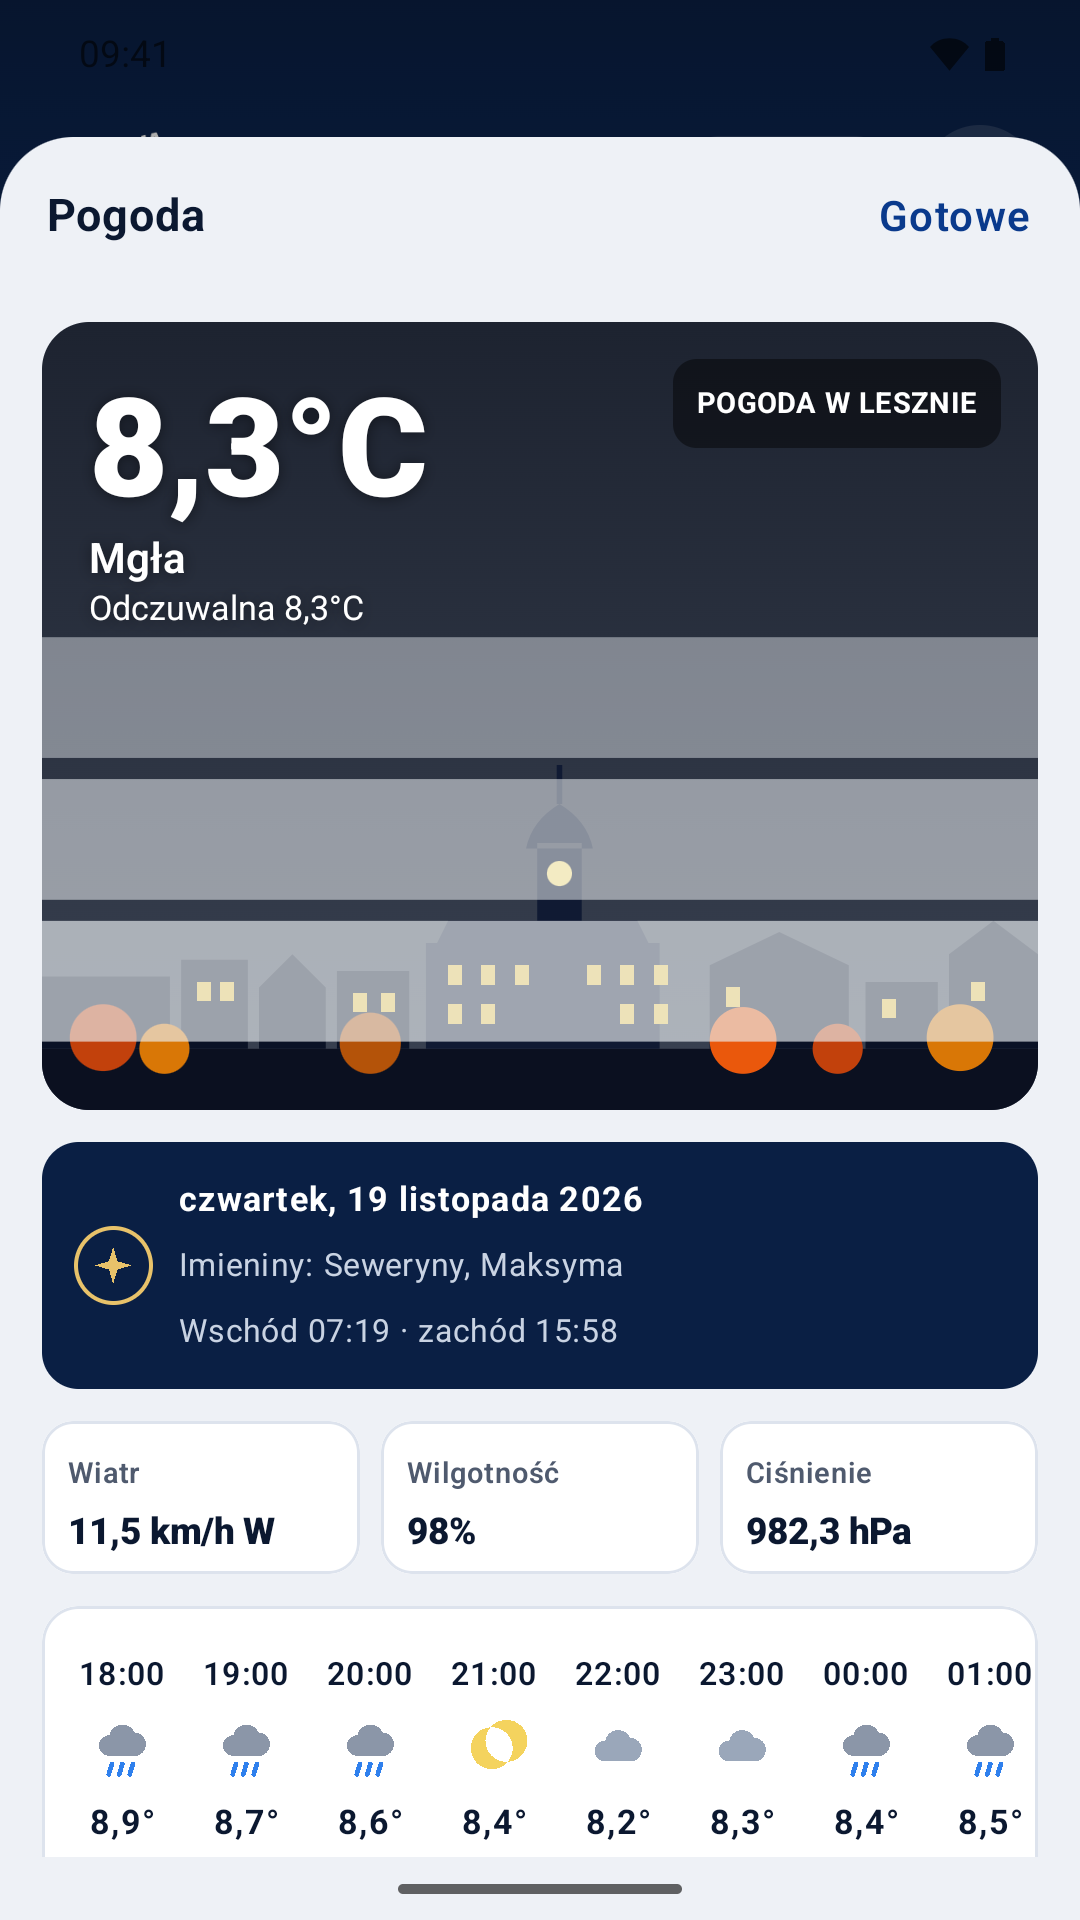 09:41
Pogoda
Gotowe
8,3°C
POGODA W LESZNIE
Mgła
Odczuwalna 8,3°C
czwartek, 19 listopada 2026
Imieniny: Seweryny, Maksyma
Wschód 07:19 · zachód 15:58
Wiatr
11,5 km/h W
Wilgotność
98%
Ciśnienie
982,3 hPa
18:00 19:00 20:00 21:00 22:00 23:00 00:00 01:00
8,9° 8,7° 8,6° 8,4° 8,2° 8,3° 8,4° 8,5°